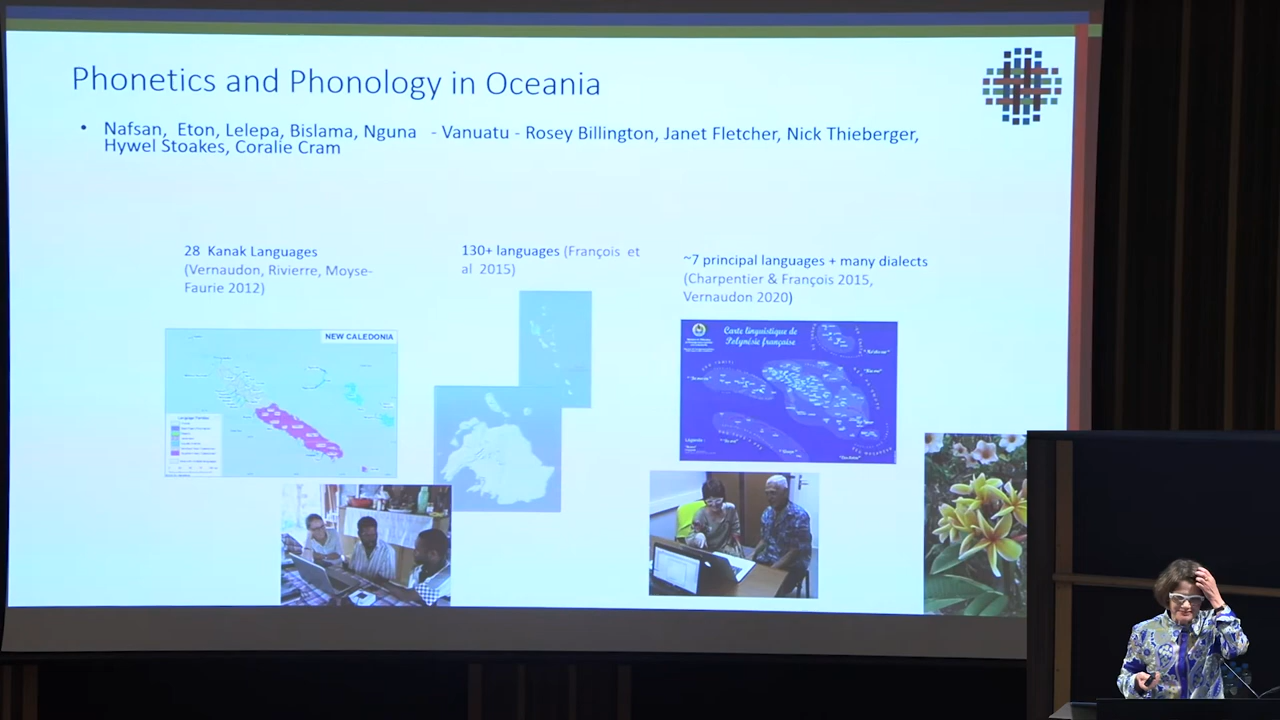 Phonetics and Phonology in Oceania
• Nafsan, Eton, Lelepa, Bislama, Nguna - Vanuatu - Rosey Billington, Janet Fletcher, Nick Thieberger,
Hywel Stoakes, Coralie Cram
28 Kanak Languages
(Vernaudon, Rivierre, Moyse-
Faurie 2012)
130+ languages (François et
al 2015)
~7 principal languages + many dialects
(Charpentier & François 2015,
Vernaudon 2020)
NEW CALEDONIA
Carte linguistique de
Polynésie française